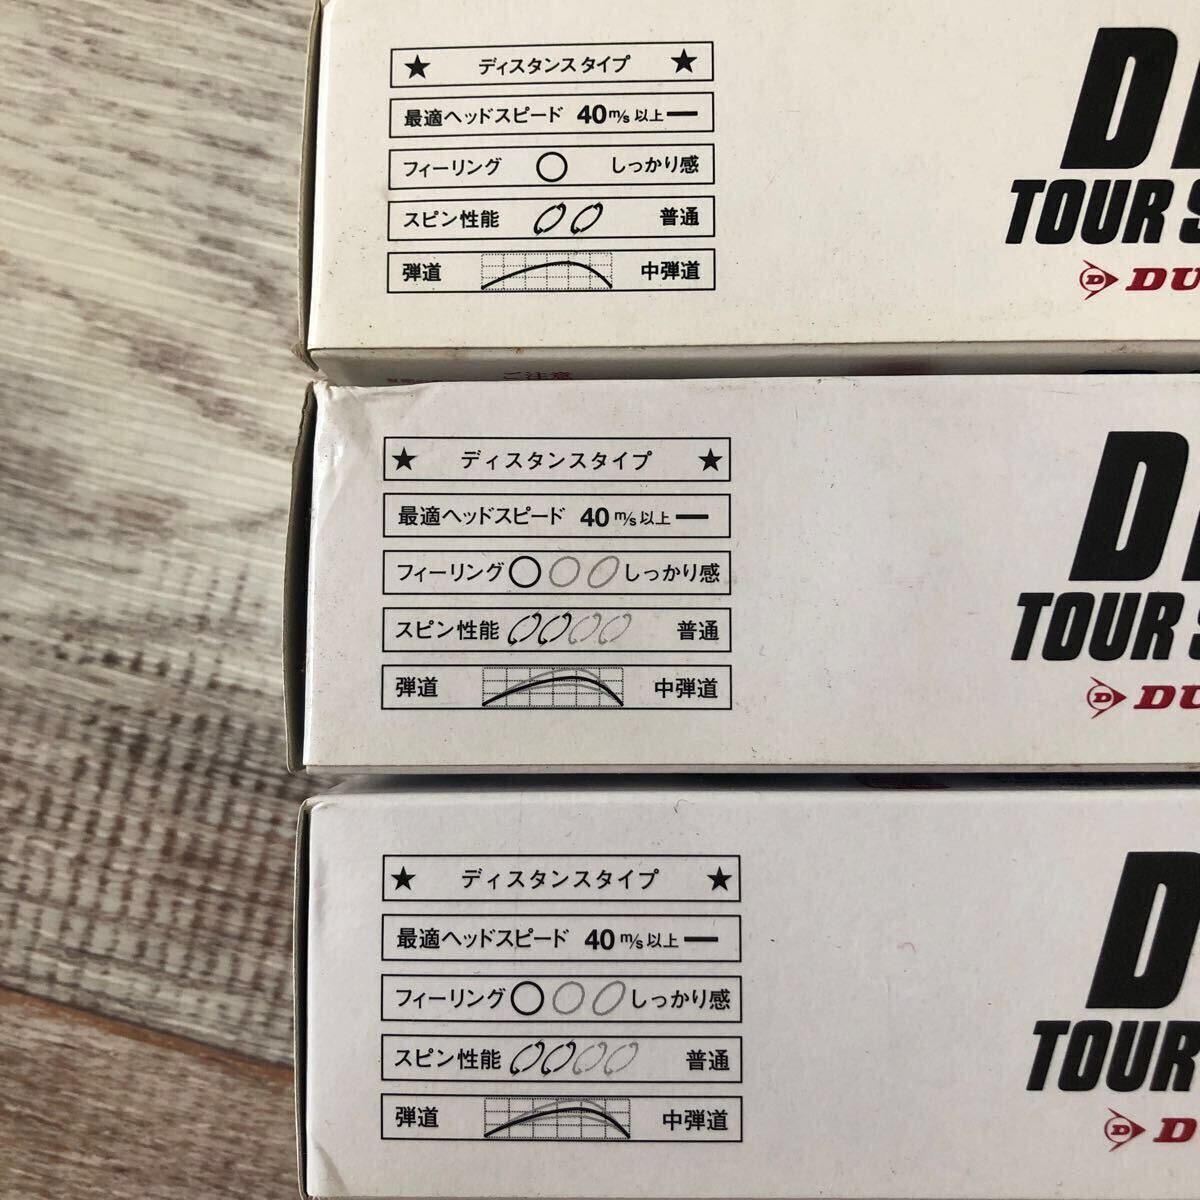 ★ ディスタンスタイプ ★
最適ヘッドスピード 40m/s以上
フィーリング しっかり感
スピン性能 普通
弾道 中弾道
TOUR S
DU
ご注意
★ ディスタンスタイプ ★
最適ヘッドスピード 40m/s以上
フィーリング しっかり感
スピン性能 普通
弾道 中弾道
TOUR S
DU
★ ディスタンスタイプ ★
最適ヘッドスピード 40m/s以上
フィーリング しっかり感
スピン性能 普通
弾道 中弾道
D
TOUR
D